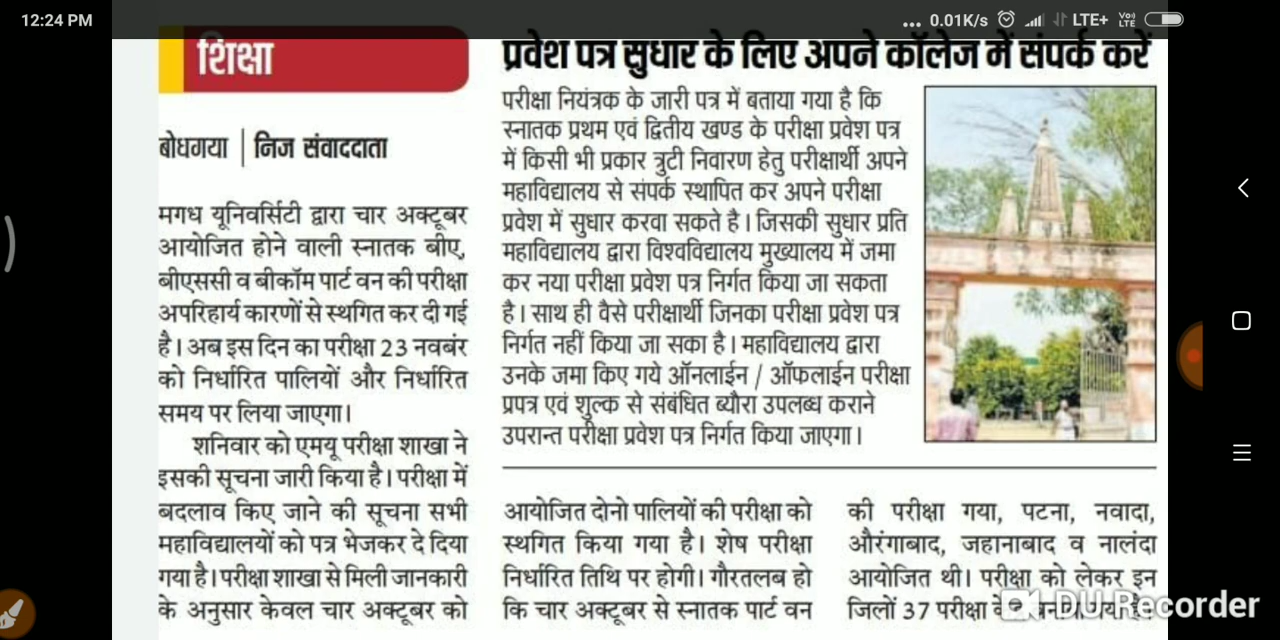 12:24 PM
... 0.01K/s LTE+ Vo) LTE
शिक्षा
बोधगया | निज संवाददाता
मगध यूनिवर्सिटी द्वारा चार अक्टूबर
आयोजित होने वाली स्नातक बीए,
बीएससी व बीकॉम पार्ट वन की परीक्षा
अपरिहार्य कारणों से स्थगित कर दी गई
है। अब इस दिन का परीक्षा 23 नवबंर
को निर्धारित पालियों और निर्धारित
समय पर लिया जाएगा।
शनिवार को एमयू परीक्षा शाखा ने
इसकी सूचना जारी किया है। परीक्षा में
बदलाव किए जाने की सूचना सभी
महाविद्यालयों को पत्र भेजकर दे दिया
गया है। परीक्षा शाखा से मिली जानकारी
के अनुसार केवल चार अक्टूबर को
प्रवेश पत्र सुधार के लिए अपने कॉलेज में संपर्क करें
परीक्षा नियंत्रक के जारी पत्र में बताया गया है कि
स्नातक प्रथम एवं द्वितीय खण्ड के परीक्षा प्रवेश पत्र
में किसी भी प्रकार त्रुटी निवारण हेतु परीक्षार्थी अपने
महाविद्यालय से संपर्क स्थापित कर अपने परीक्षा
प्रवेश में सुधार करवा सकते है। जिसकी सुधार प्रति
महाविद्यालय द्वारा विश्वविद्यालय मुख्यालय में जमा
कर नया परीक्षा प्रवेश पत्र निर्गत किया जा सकता
है। साथ ही वैसे परीक्षार्थी जिनका परीक्षा प्रवेश पत्र
निर्गत नहीं किया जा सका है। महाविद्यालय द्वारा
उनके जमा किए गये ऑनलाईन / ऑफलाईन परीक्षा
प्रपत्र एवं शुल्क से संबंधित ब्यौरा उपलब्ध कराने
उपरान्त परीक्षा प्रवेश पत्र निर्गत किया जाएगा।
आयोजित दोनो पालियों की परीक्षा को
स्थगित किया गया है। शेष परीक्षा
निर्धारित तिथि पर होगी। गौरतलब हो
कि चार अक्टूबर से स्नातक पार्ट वन
की परीक्षा गया, पटना, नवादा,
औरंगाबाद, जहानाबाद व नालंदा
आयोजित थी। परीक्षा को लेकर इन
जिलों 37 परीक्षा
DU Recorder